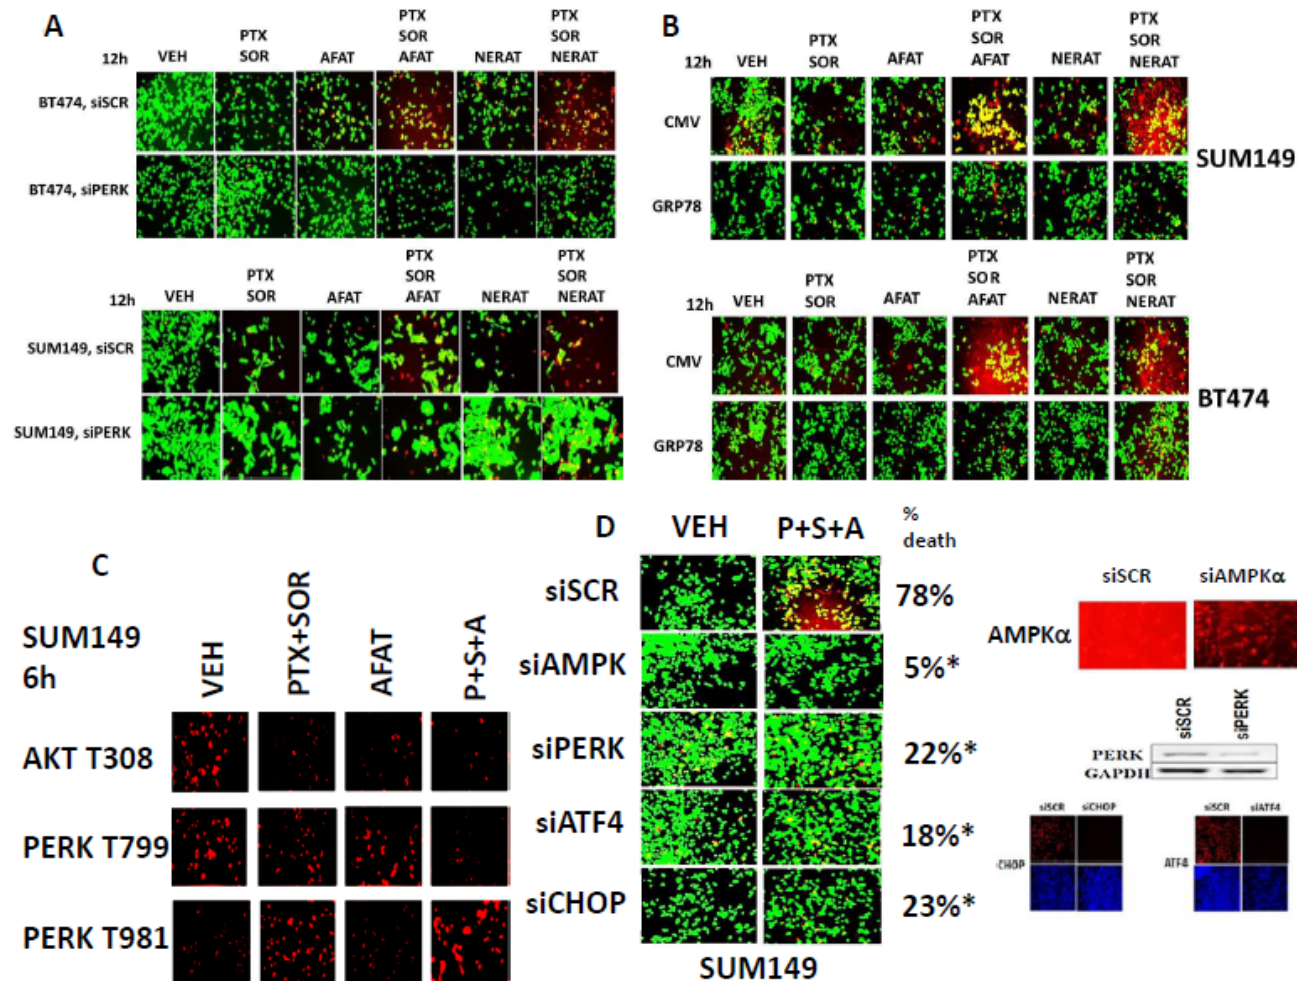 A
PTX
SOR
AFAT
PTX
SOR
NERAT
12h
VEH
PTX
SOR
AFAT
NERAT
BT474, siSCR
BT474, siPERK
PTX
SOR
AFAT
PTX
SOR
NERAT
12h
VEH
PTX
SOR
AFAT
NERAT
SUM149, siSCR
SUM149, siPERK
B
PTX
SOR
AFAT
PTX
SOR
NERAT
12h
VEH
PTX
SOR
AFAT
NERAT
CMV
GRP78
SUM149
PTX
SOR
AFAT
PTX
SOR
NERAT
12h
VEH
PTX
SOR
AFAT
NERAT
CMV
GRP78
BT474
C
SUM149
6h
VEH
PTX+SOR
AFAT
P+S+A
AKT T308
PERK T799
PERK T981
D
VEH
P+S+A
%
death
siSCR
78%
siAMPK
5%*
siPERK
22%*
siATF4
18%*
siCHOP
23%*
SUM149
siSCR
siAMPKα
AMPKα
siSCR
siPERK
PERK
GAPDH
siSCR
siCHOP
CHOP
siSCR
siATF4
ATF4